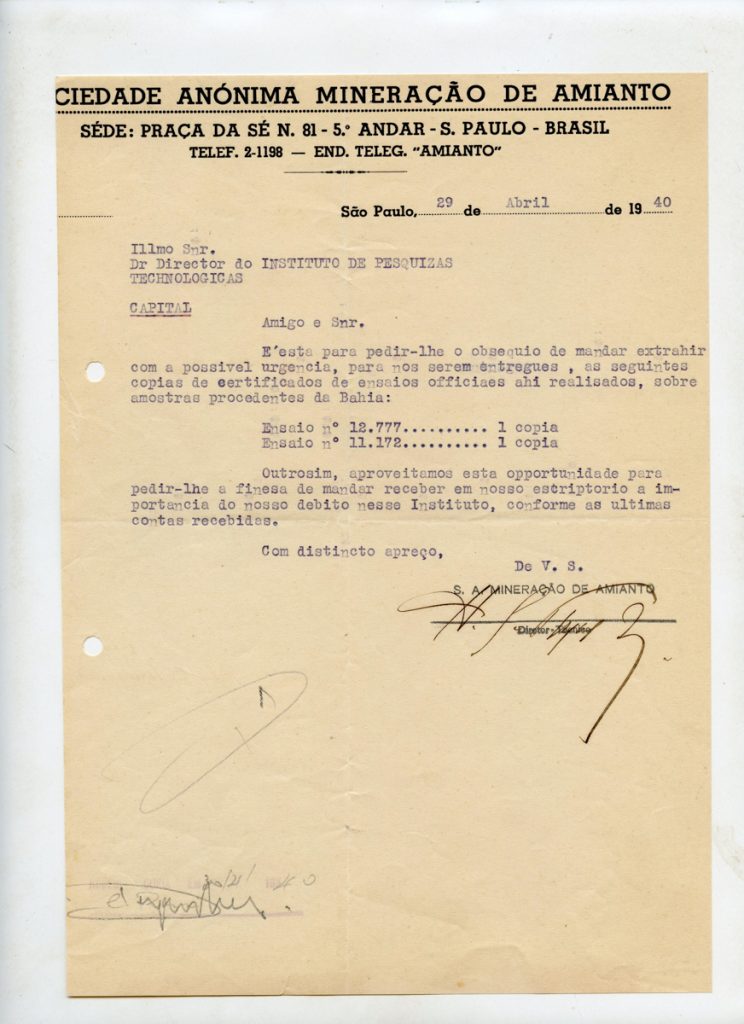 CIEDADE ANÓNIMA MINERAÇÃO DE AMIANTO
SÉDE: PRAÇA DA SÉ N. 81 - 5.º ANDAR - S. PAULO - BRASIL
TELEF. 2-1198 — END. TELEG. "AMIANTO"
São Paulo, 29 de Abril de 1940
Illmo Snr.
Dr Director do INSTITUTO DE PESQUIZAS
TECHNOLOGICAS
CAPITAL
Amigo e Snr.
E'esta para pedir-lhe o obsequio de mandar extrahir
com a possivel urgencia, para nos serem entregues , as seguintes
copias de certificados de ensaios officiaes ahi realisados, sobre
amostras procedentes da Bahia:
Ensaio nº 12.777.......... 1 copia
Ensaio nº 11.172.......... 1 copia
Outrosim, aproveitamos esta opportunidade para
pedir-lhe a finesa de mandar receber em nosso escriptorio a im-
portancia do nosso debito nesse Instituto, conforme as ultimas
contas recebidas.
Com distincto apreço,
De V. S.
S. A. MINERAÇÃO DE AMIANTO
Diretor-Técnico